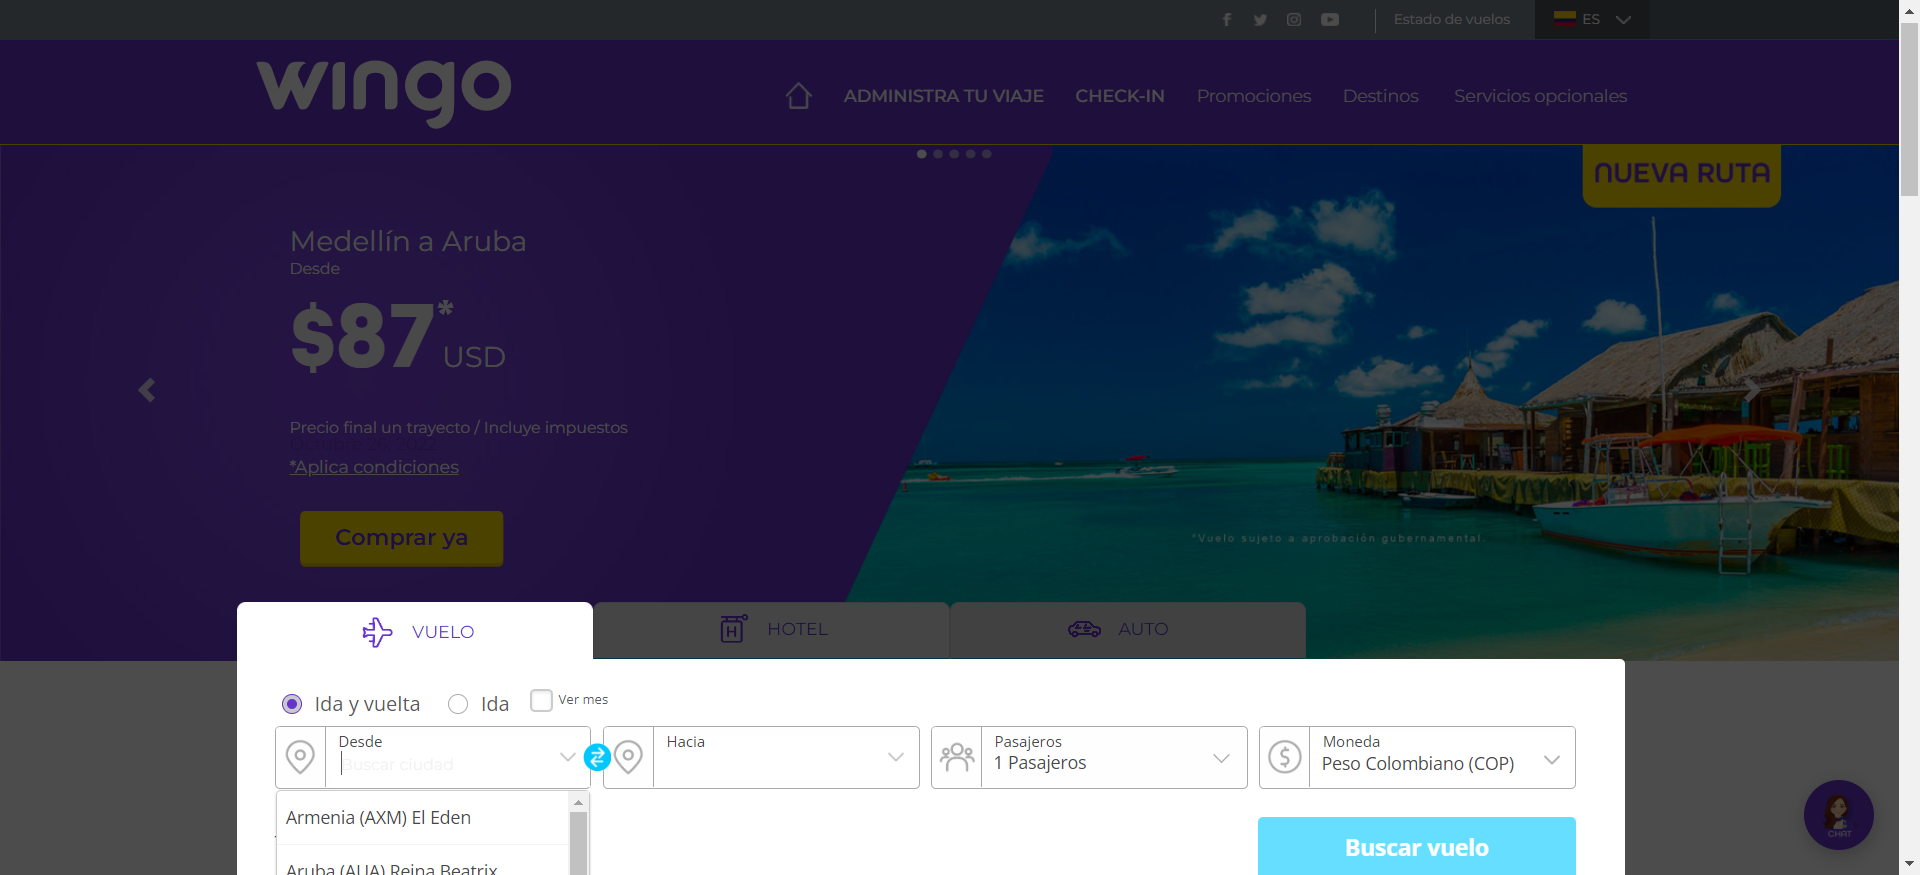 Estado de vuelos
ES
wingo
ADMINISTRA TU VIAJE
CHECK-IN
Promociones
Destinos
Servicios opcionales
NUEVA RUTA
Medellín a Aruba
Desde
$87*
USD
Precio final un trayecto / Incluye impuestos
*Aplica condiciones
Comprar ya
*Vuelo sujeto a aprobación gubernamental.
VUELO
HOTEL
AUTO
Ida y vuelta
Ida
Ver mes
Desde
Buscar ciudad
Hacia
Pasajeros
1 Pasajeros
Moneda
Peso Colombiano (COP)
Armenia (AXM) El Eden
Aruba (AUA) Reina Beatrix
Buscar vuelo
CHAT